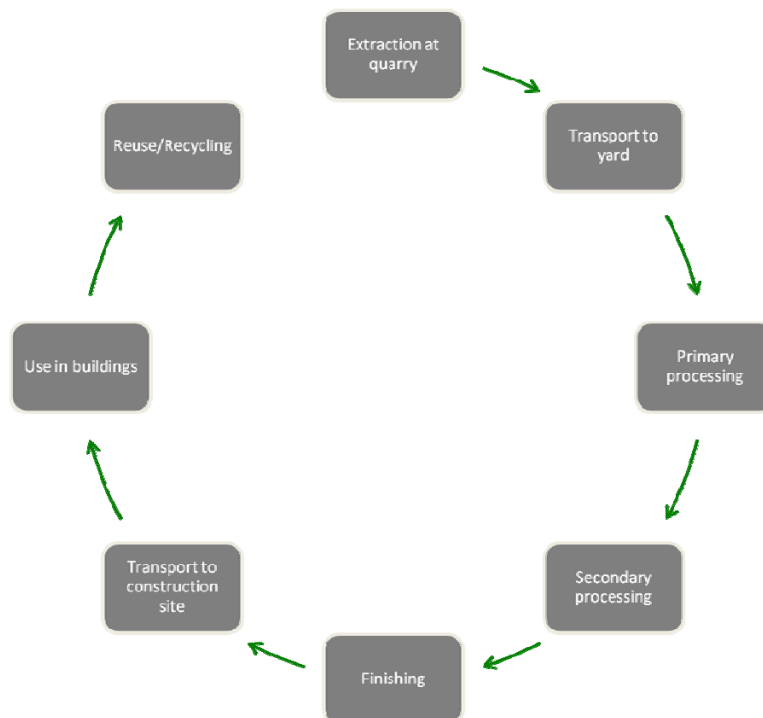 Extraction at
quarry
Transport to
yard
Primary
processing
Secondary
processing
Finishing
Transport to
construction
site
Use in buildings
Reuse/Recycling